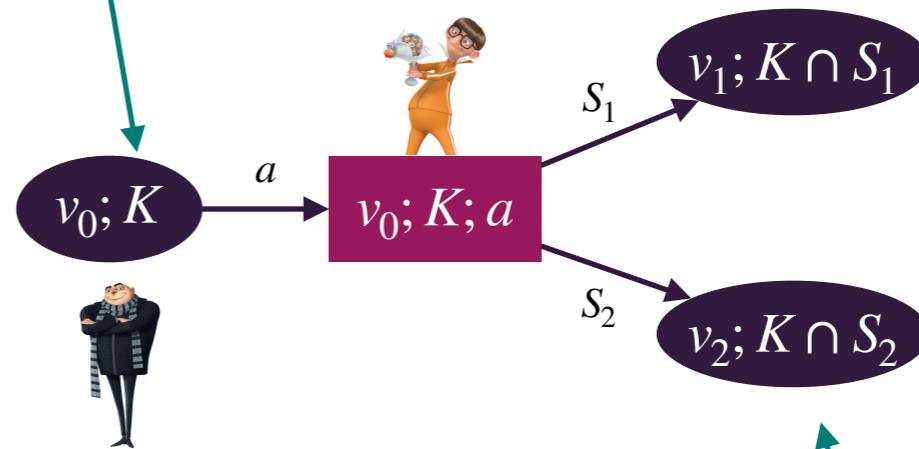 v₁; K ∩ S₁
S₁
a
v₀; K
v₀; K; a
S₂
v₂; K ∩ S₂